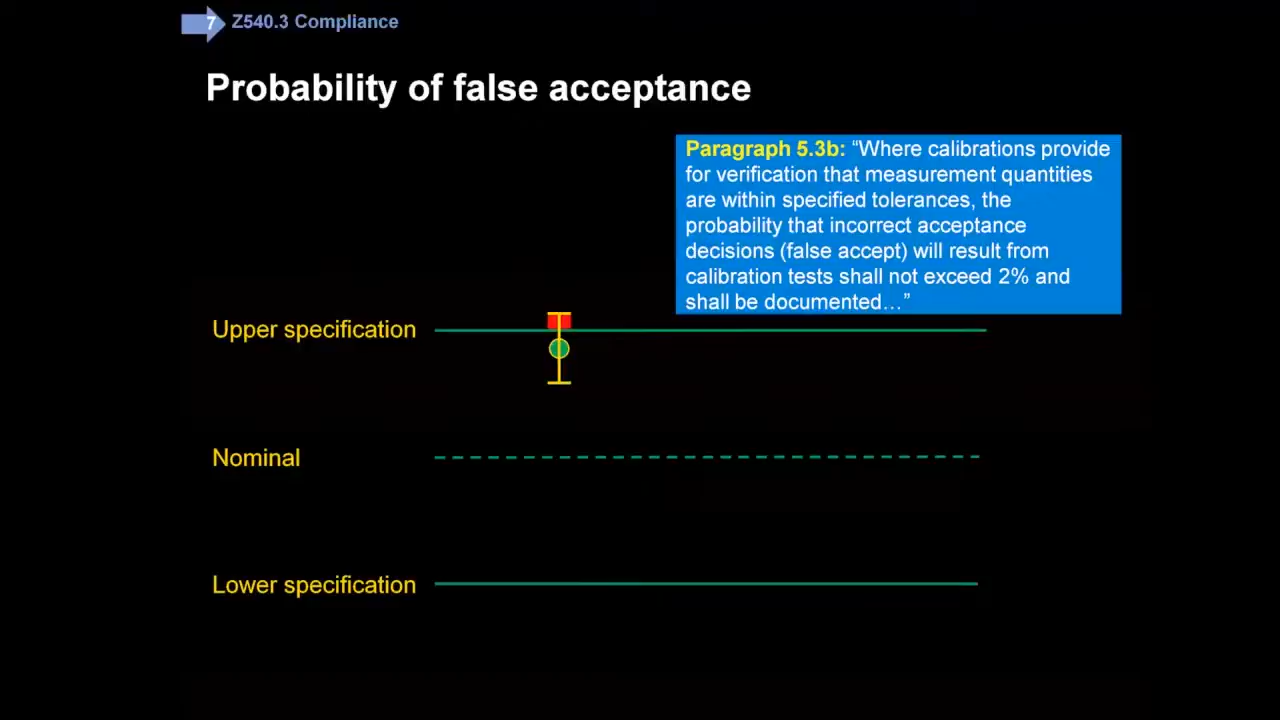 7 Z540.3 Compliance
Probability of false acceptance
Paragraph 5.3b: “Where calibrations provide
for verification that measurement quantities
are within specified tolerances, the
probability that incorrect acceptance
decisions (false accept) will result from
calibration tests shall not exceed 2% and
shall be documented…”
Upper specification
Nominal
Lower specification